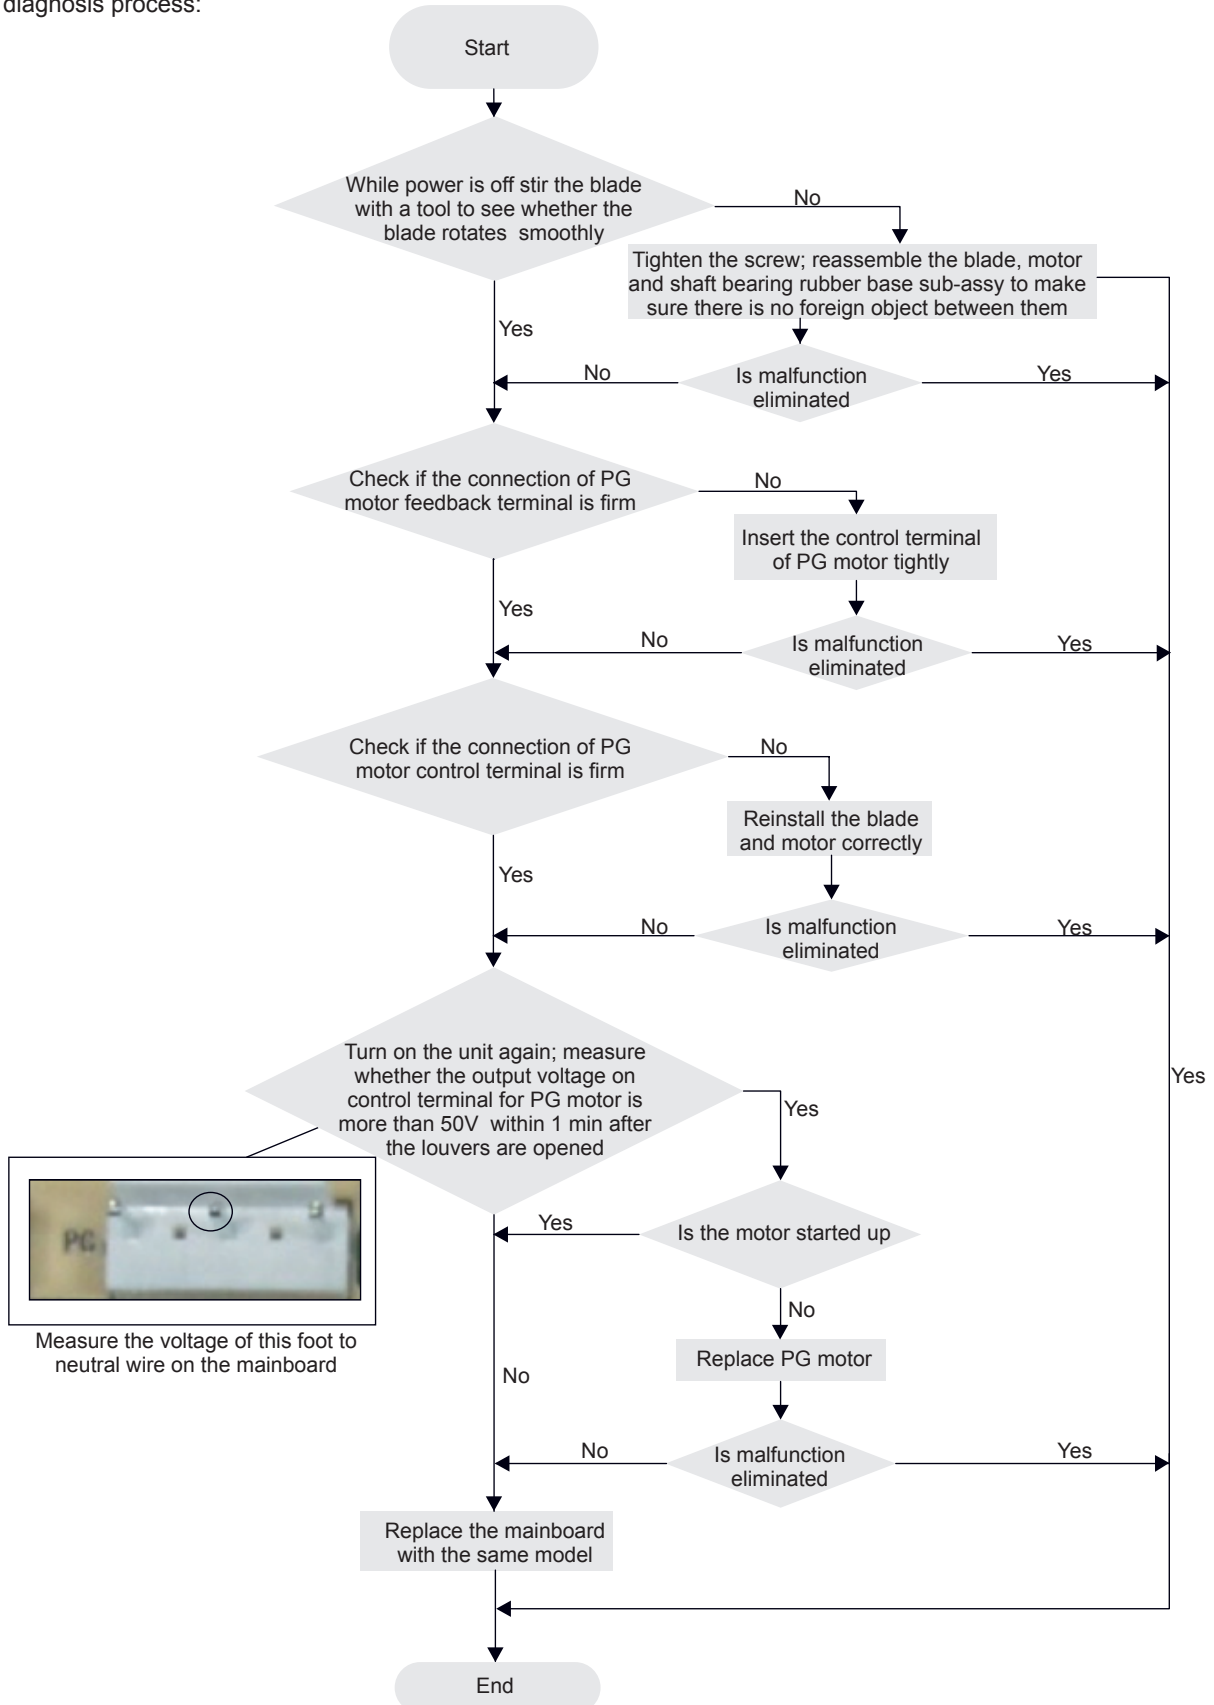 diagnosis process:
Start
While power is off stir the blade
with a tool to see whether the
blade rotates smoothly
No
Tighten the screw; reassemble the blade, motor
and shaft bearing rubber base sub-assy to make
sure there is no foreign object between them
Yes
No
Is malfunction
eliminated
Yes
Check if the connection of PG
motor feedback terminal is firm
No
Insert the control terminal
of PG motor tightly
Yes
No
Is malfunction
eliminated
Yes
Check if the connection of PG
motor control terminal is firm
No
Reinstall the blade
and motor correctly
Yes
No
Is malfunction
eliminated
Yes
Turn on the unit again; measure
whether the output voltage on
control terminal for PG motor is
more than 50V within 1 min after
the louvers are opened
Yes
Yes
PG
Measure the voltage of this foot to
neutral wire on the mainboard
Yes
Is the motor started up
No
Replace PG motor
No
No
Is malfunction
eliminated
Yes
Replace the mainboard
with the same model
End